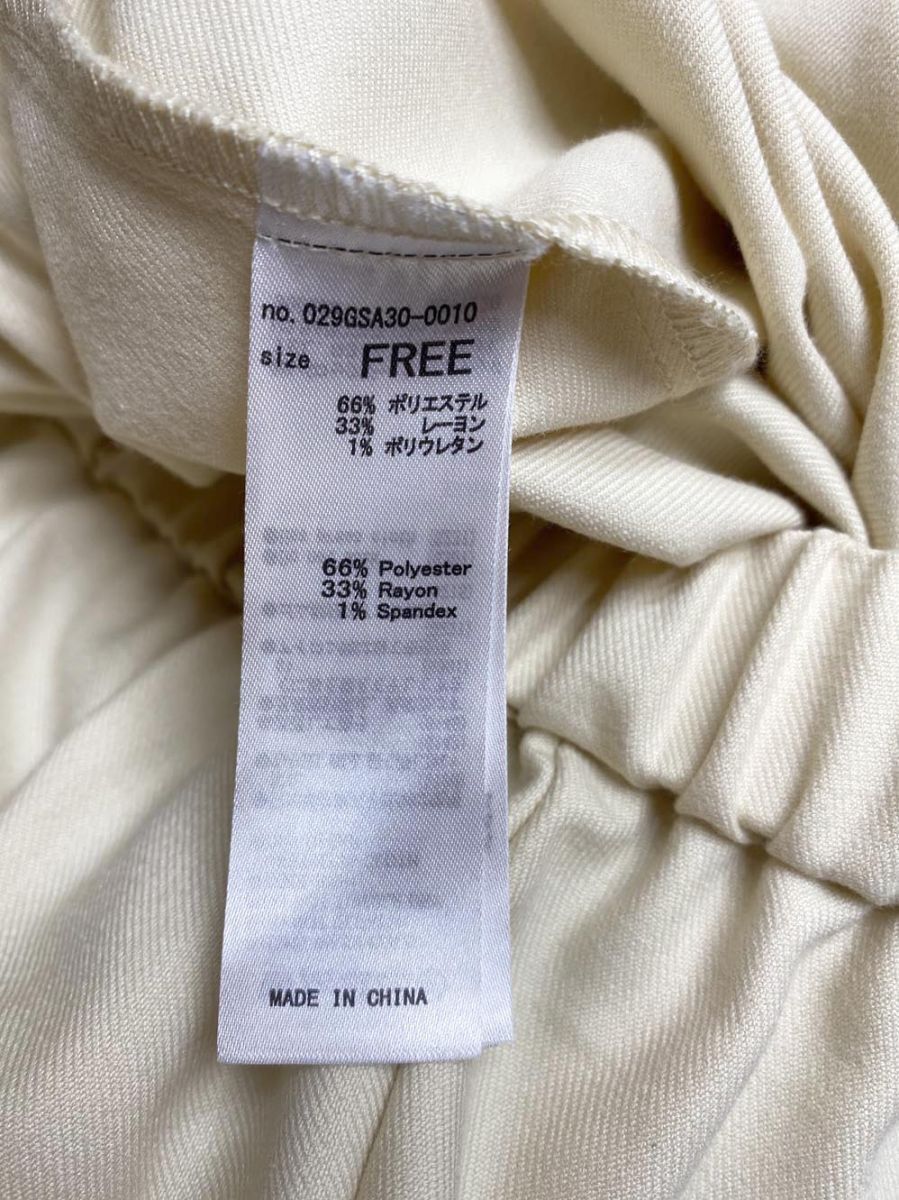 no. 029GSA30-0010
size FREE
66% ポリエステル
33% レーヨン
1% ポリウレタン
66% Polyester
33% Rayon
1% Spandex
MADE IN CHINA